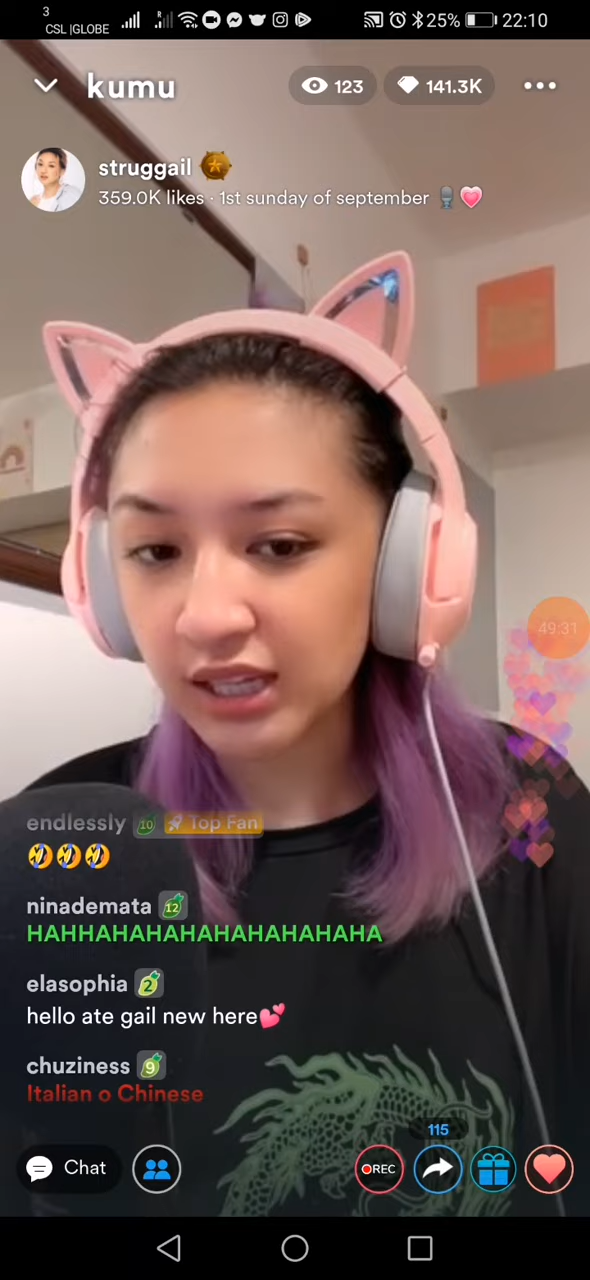 3
CSL |GLOBE
R
25%
22:10
kumu
123
141.3K
struggail
359.0K likes · 1st sunday of september 🎙️💗
49:31
endlessly 10 🚀 Top Fan
🤣🤣🤣
ninademata 12
HAHHAHAHAHAHAHAHAHAHA
elasophia 2
hello ate gail new here💕
chuziness 9
Italian o Chinese
115
Chat
REC